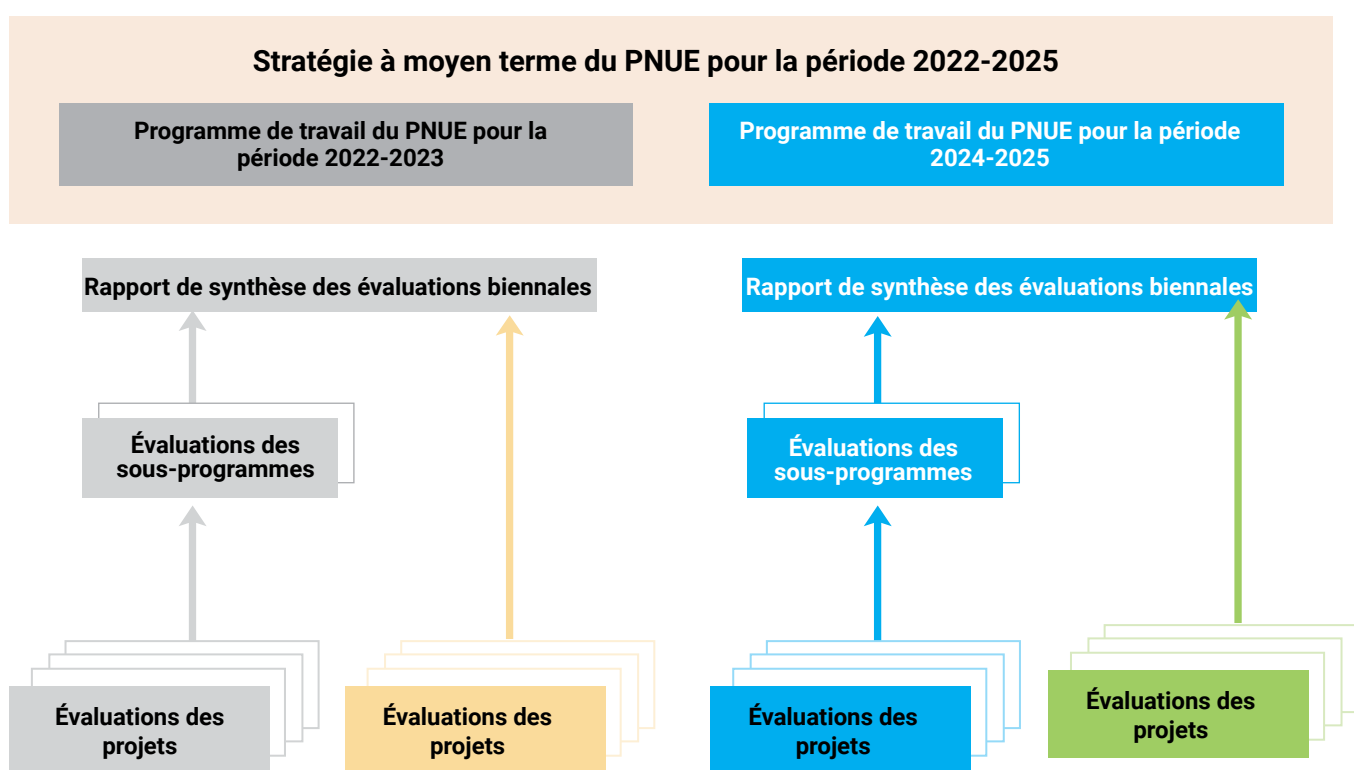 Stratégie à moyen terme du PNUE pour la période 2022-2025
Programme de travail du PNUE pour la
période 2022-2023
Programme de travail du PNUE pour la période
2024-2025
Rapport de synthèse des évaluations biennales
Rapport de synthèse des évaluations biennales
Évaluations des
sous-programmes
Évaluations des
sous-programmes
Évaluations des
projets
Évaluations des
projets
Évaluations des
projets
Évaluations des
projets